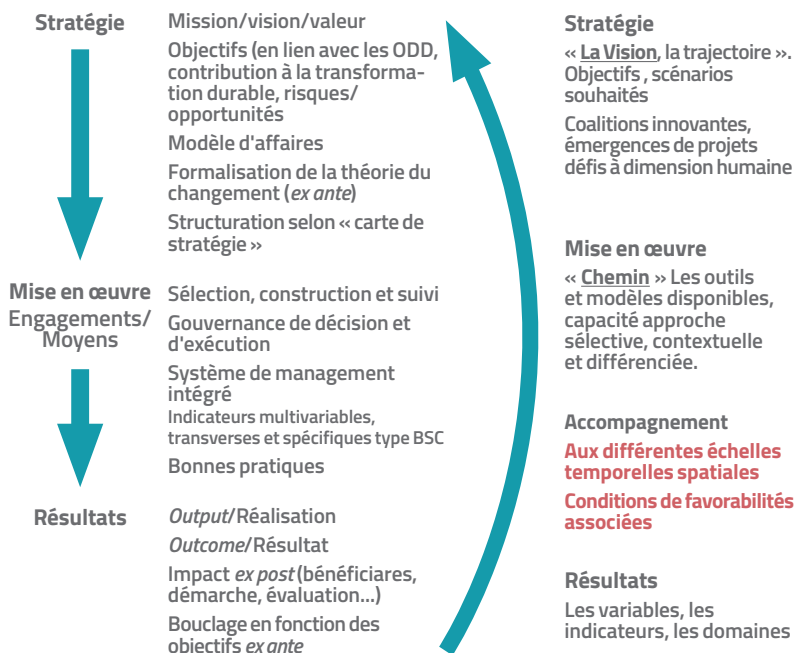 Stratégie
Mission/vision/valeur
Objectifs (en lien avec les ODD,
contribution à la transforma-
tion durable, risques/
opportunités
Modèle d'affaires
Formalisation de la théorie du
changement (ex ante)
Structuration selon « carte de
stratégie »
Mise en œuvre
Engagements/
Moyens
Sélection, construction et suivi
Gouvernance de décision et
d'exécution
Système de management
intégré
Indicateurs multivariables,
transverses et spécifiques type BSC
Bonnes pratiques
Résultats
Output/Réalisation
Outcome/Résultat
Impact ex post (bénéficiares,
démarche, évaluation...)
Bouclage en fonction des
objectifs ex ante
Stratégie
« La Vision, la trajectoire ».
Objectifs , scénarios
souhaités
Coalitions innovantes,
émergences de projets
défis à dimension humaine
Mise en œuvre
« Chemin » Les outils
et modèles disponibles,
capacité approche
sélective, contextuelle
et différenciée.
Accompagnement
Aux différentes échelles
temporelles spatiales
Conditions de favorabilités
associées
Résultats
Les variables, les
indicateurs, les domaines